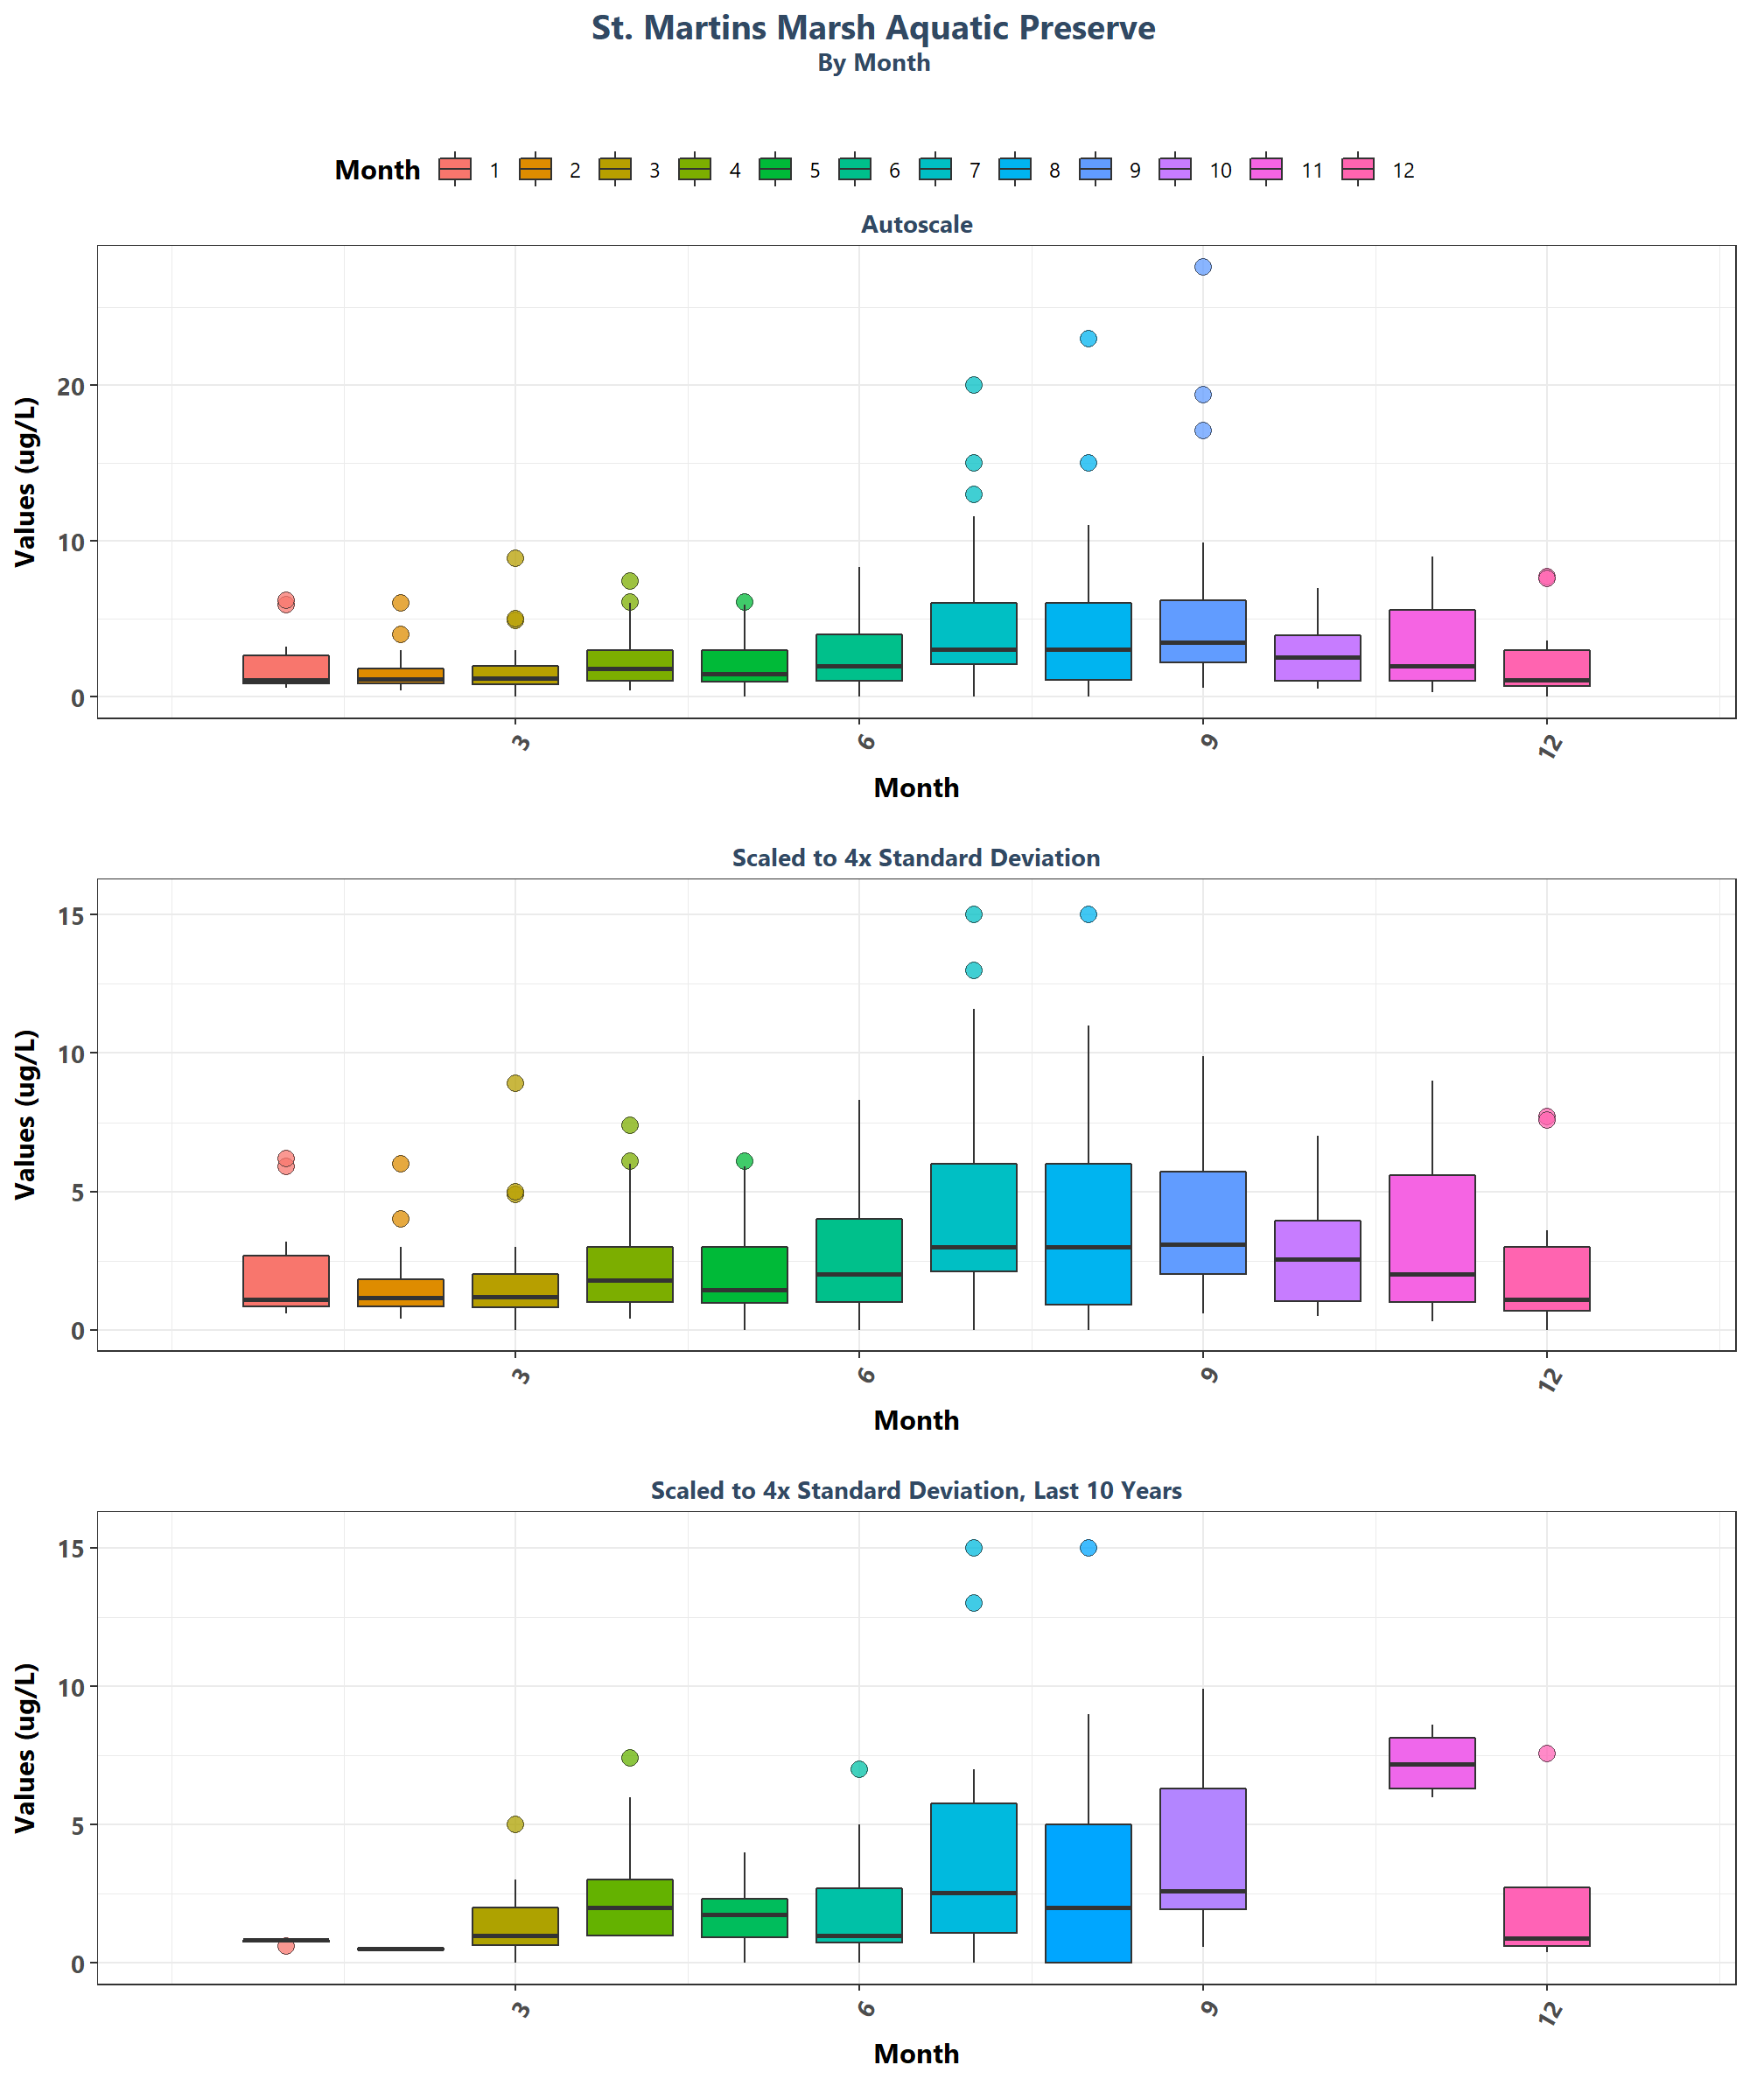 St. Martins Marsh Aquatic Preserve
By Month
Month 1 2 3 4 5 6 7 8 9 10 11 12
Autoscale
Values (ug/L)
20
10
0
3 6 9 12
Month
Scaled to 4x Standard Deviation
Values (ug/L)
15
10
5
0
3 6 9 12
Month
Scaled to 4x Standard Deviation, Last 10 Years
Values (ug/L)
15
10
5
0
3 6 9 12
Month